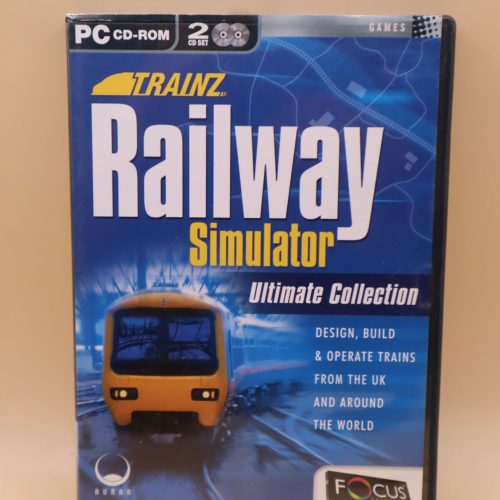 PC CD-ROM
2
CD SET
GAMES
TRAINZ
Railway
Simulator
Ultimate Collection
DESIGN, BUILD
& OPERATE TRAINS
FROM THE UK
AND AROUND
THE WORLD
AURAN
FOCUS